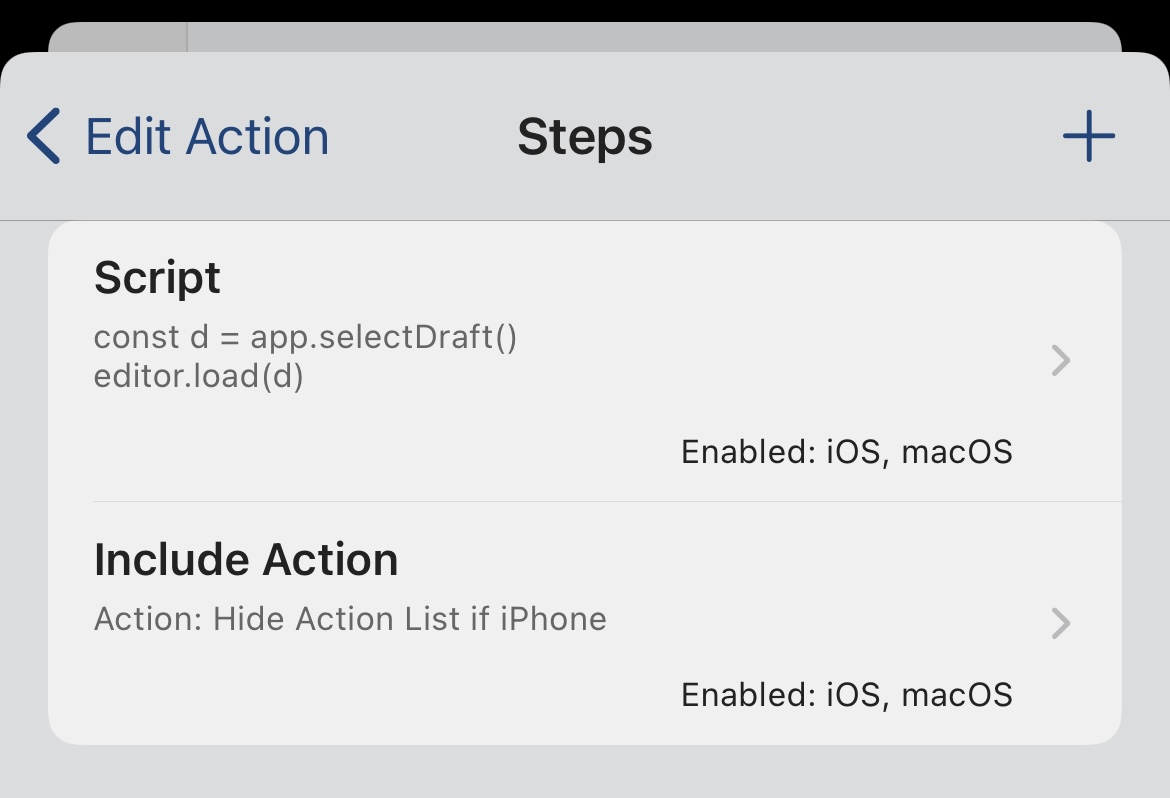 Edit Action
Steps
Script
const d = app.selectDraft()
editor.load(d)
Enabled: iOS, macOS
Include Action
Action: Hide Action List if iPhone
Enabled: iOS, macOS